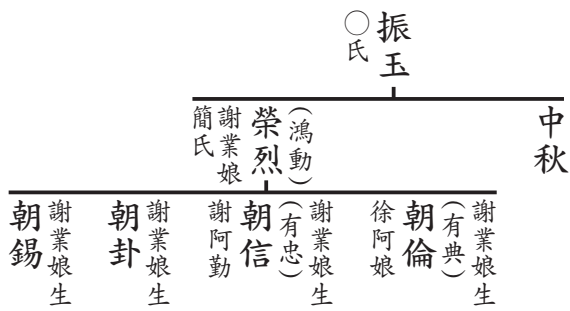 振玉
○氏
中秋
(鴻動)
榮烈
謝業娘
簡氏
謝業娘生
(有典)
朝倫
徐阿娘
謝業娘生
(有忠)
朝信
謝阿勤
謝業娘生
朝卦
謝業娘生
朝錫